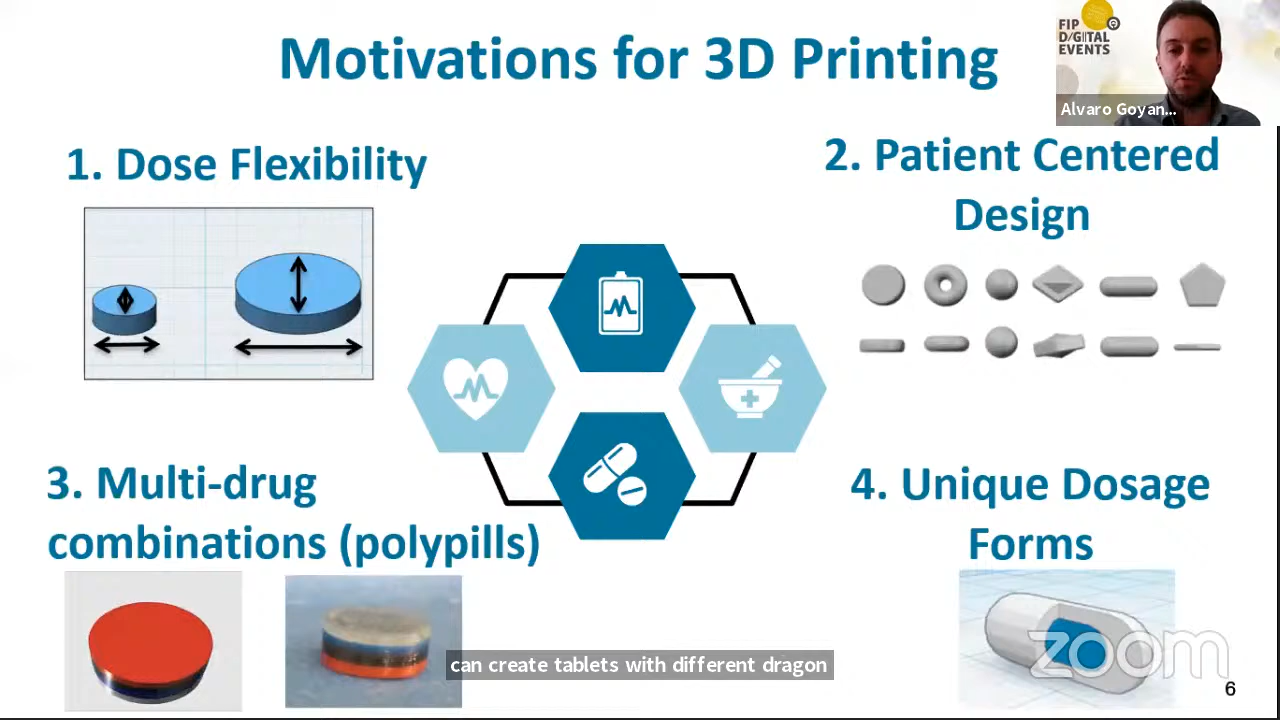 Motivations for 3D Printing
FIP
DIGITAL
EVENTS
Alvaro Goyan...
1. Dose Flexibility
2. Patient Centered
Design
3. Multi-drug
combinations (polypills)
4. Unique Dosage
Forms
can create tablets with different dragon
zoom
6